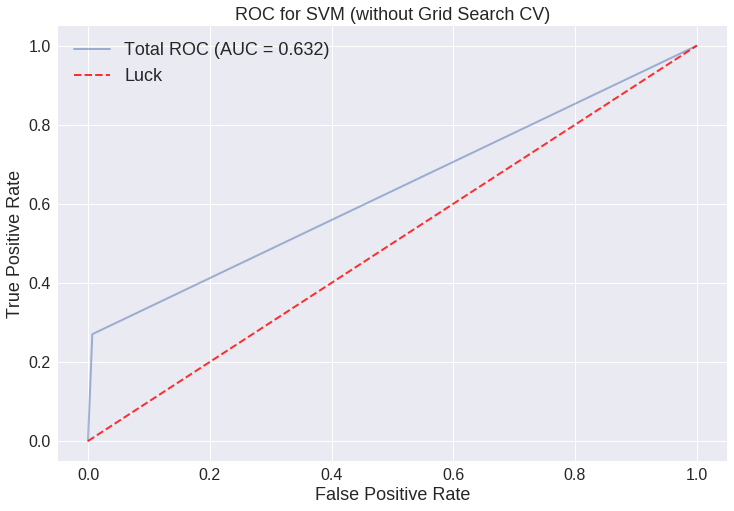 ROC for SVM (without Grid Search CV)
1.0
0.8
0.6
0.4
0.2
0.0
True Positive Rate
Total ROC (AUC = 0.632)
Luck
0.0 0.2 0.4 0.6 0.8 1.0
False Positive Rate